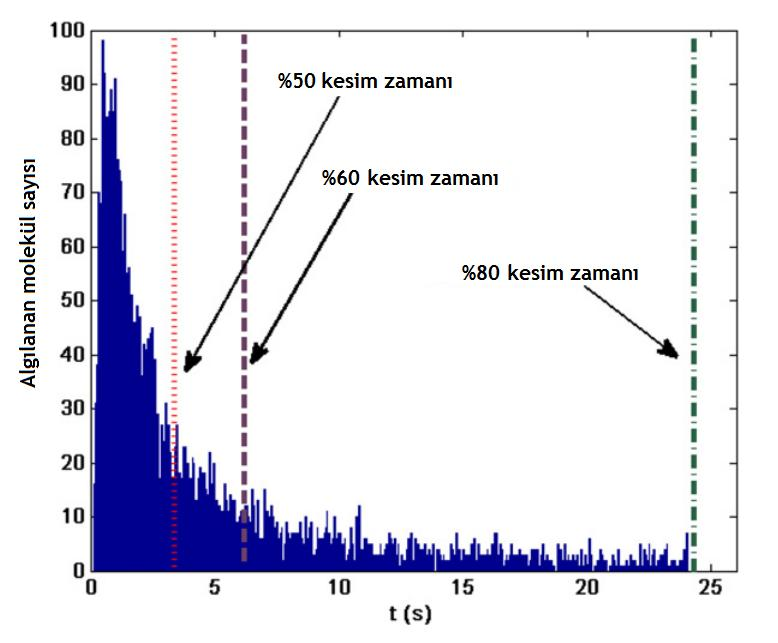 100
90
80
70
60
50
40
30
20
10
0
Algılanan molekül sayısı
%50 kesim zamanı
%60 kesim zamanı
%80 kesim zamanı
0 5 10 15 20 25
t (s)